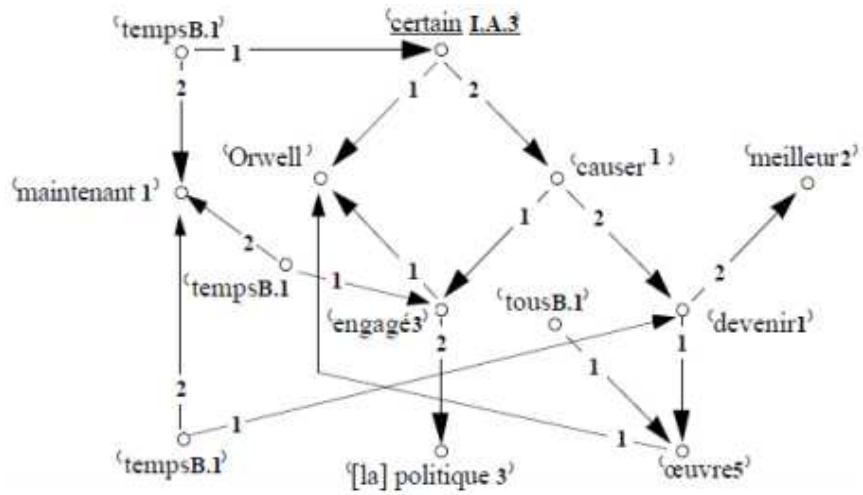 ‘tempsB.1’
‘certain I.A.3’
1
2
1
2
‘Orwell’
‘causer 1’
‘meilleur2’
‘maintenant 1’
1
2
2
2
1
1
‘tempsB.1
‘tousB.1’
‘engagé3’
‘devenir1’
2
1
1
2
1
1
‘tempsB.1’
‘[la] politique 3’
‘œuvre5’